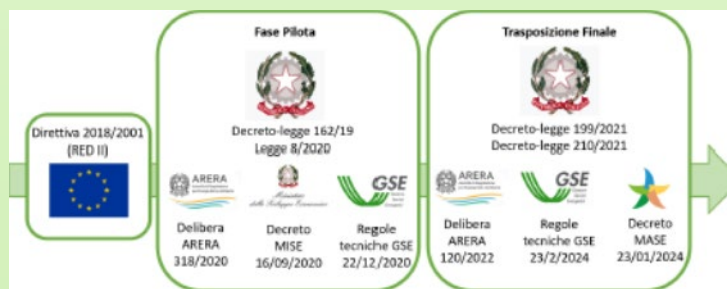 Direttiva 2018/2001
(RED II)
Fase Pilota
Decreto-legge 162/19
Legge 8/2020
ARERA
GSE
Delibera
ARERA
318/2020
Decreto
MISE
16/09/2020
Regole
tecniche GSE
22/12/2020
Trasposizione Finale
Decreto-legge 199/2021
Decreto-legge 210/2021
ARERA
GSE
Delibera
ARERA
120/2022
Regole
tecniche GSE
23/2/2024
Decreto
MASE
23/01/2024